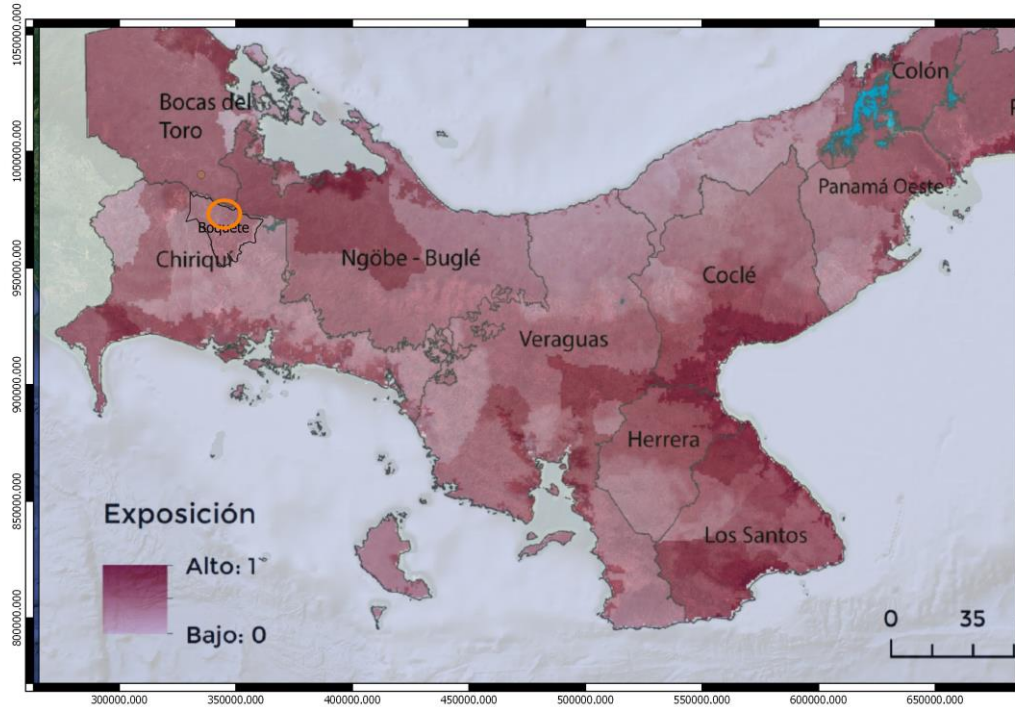 Colón
Bocas del
Toro
P
Panamá Oeste
Boquete
Chiriquí
Ngöbe - Buglé
Coclé
Veraguas
Herrera
Los Santos
Exposición
Alto: 1
Bajo: 0
0 35
1050000.000
1000000.000
950000.000
900000.000
850000.000
800000.000
300000.000 350000.000 400000.000 450000.000 500000.000 550000.000 600000.000 650000.000